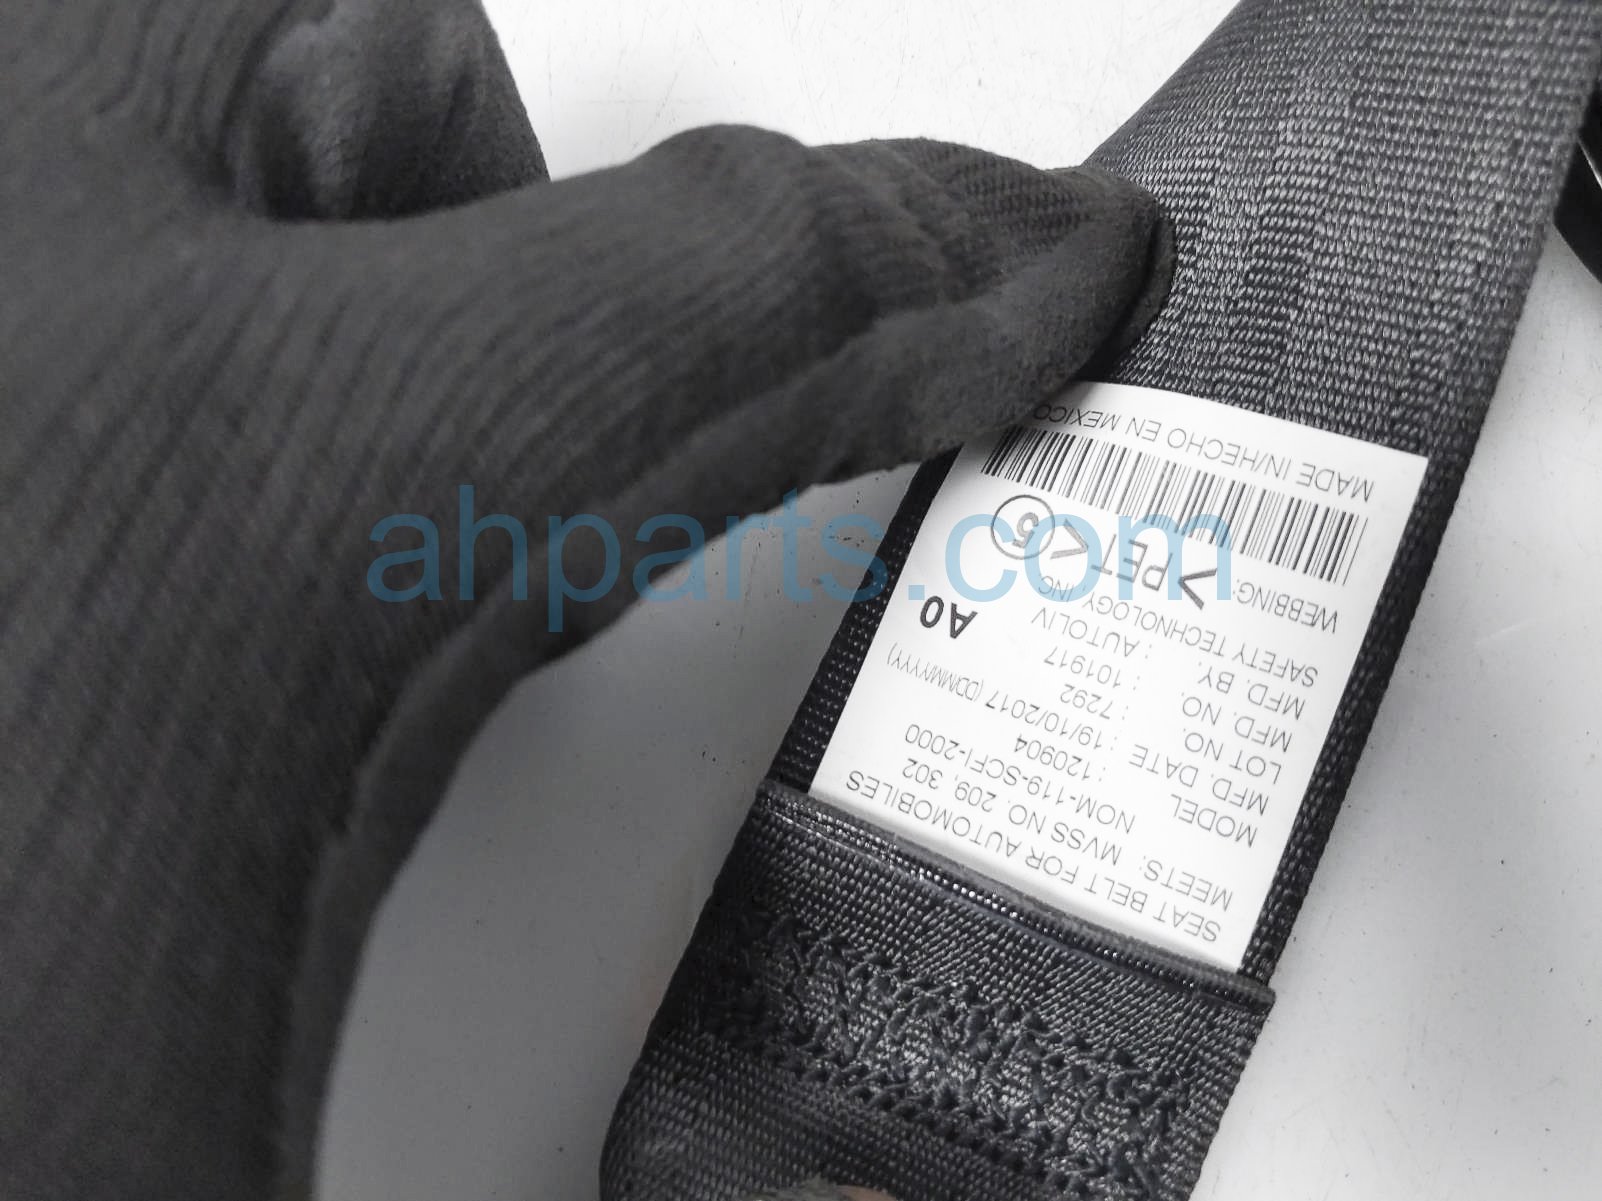 SEAT BELT FOR AUTOMOBILES
MEETS: MVSS NO. 209, 302
NOM-119-SCFI-2000
MODEL : 120904
MFD. DATE : 19/10/2017 (DD/MM/YYYY)
LOT NO. : 7292
MFD. NO. : 101917
MFD. BY. : AUTOLIV
SAFETY TECHNOLOGY INC
A0
WEBBING: >PET< 5
MADE IN/HECHO EN MEXICO
ahparts.com